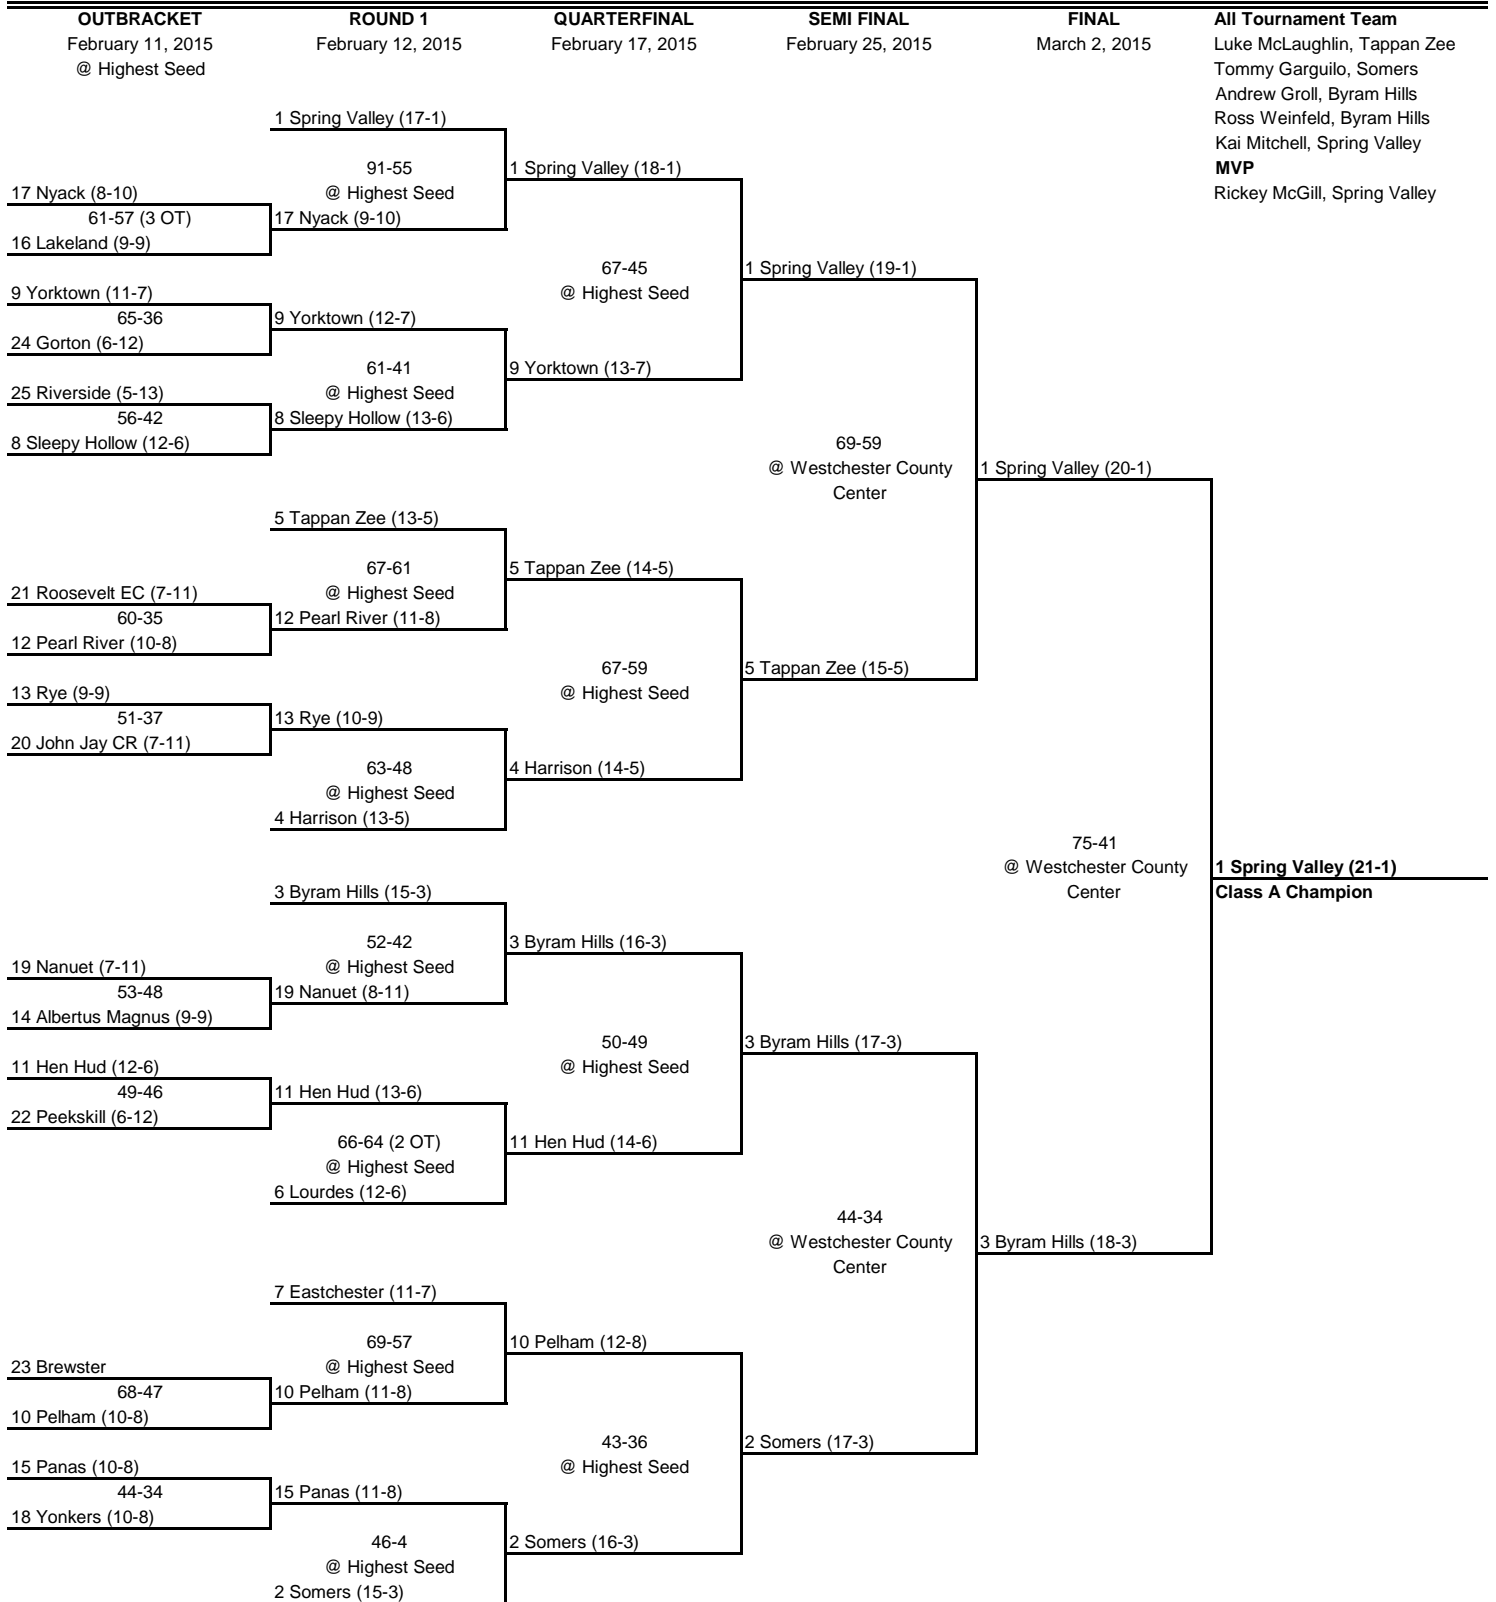 OUTBRACKET
February 11, 2015
@ Highest Seed
ROUND 1
February 12, 2015
QUARTERFINAL
February 17, 2015
SEMI FINAL
February 25, 2015
FINAL
March 2, 2015
All Tournament Team
Luke McLaughlin, Tappan Zee
Tommy Garguilo, Somers
Andrew Groll, Byram Hills
Ross Weinfeld, Byram Hills
Kai Mitchell, Spring Valley
MVP
Rickey McGill, Spring Valley
17 Nyack (8-10)
61-57 (3 OT)
16 Lakeland (9-9)
9 Yorktown (11-7)
65-36
24 Gorton (6-12)
25 Riverside (5-13)
56-42
8 Sleepy Hollow (12-6)
21 Roosevelt EC (7-11)
60-35
12 Pearl River (10-8)
13 Rye (9-9)
51-37
20 John Jay CR (7-11)
19 Nanuet (7-11)
53-48
14 Albertus Magnus (9-9)
11 Hen Hud (12-6)
49-46
22 Peekskill (6-12)
23 Brewster
68-47
10 Pelham (10-8)
15 Panas (10-8)
44-34
18 Yonkers (10-8)
1 Spring Valley (17-1)
91-55
@ Highest Seed
17 Nyack (9-10)
9 Yorktown (12-7)
61-41
@ Highest Seed
8 Sleepy Hollow (13-6)
5 Tappan Zee (13-5)
67-61
@ Highest Seed
12 Pearl River (11-8)
13 Rye (10-9)
63-48
@ Highest Seed
4 Harrison (13-5)
3 Byram Hills (15-3)
52-42
@ Highest Seed
19 Nanuet (8-11)
11 Hen Hud (13-6)
66-64 (2 OT)
@ Highest Seed
6 Lourdes (12-6)
7 Eastchester (11-7)
69-57
@ Highest Seed
10 Pelham (11-8)
15 Panas (11-8)
46-4
@ Highest Seed
2 Somers (15-3)
1 Spring Valley (18-1)
67-45
@ Highest Seed
9 Yorktown (13-7)
5 Tappan Zee (14-5)
67-59
@ Highest Seed
4 Harrison (14-5)
3 Byram Hills (16-3)
50-49
@ Highest Seed
11 Hen Hud (14-6)
10 Pelham (12-8)
43-36
@ Highest Seed
2 Somers (16-3)
1 Spring Valley (19-1)
69-59
@ Westchester County
Center
5 Tappan Zee (15-5)
3 Byram Hills (17-3)
44-34
@ Westchester County
Center
2 Somers (17-3)
1 Spring Valley (20-1)
75-41
@ Westchester County
Center
3 Byram Hills (18-3)
1 Spring Valley (21-1)
Class A Champion